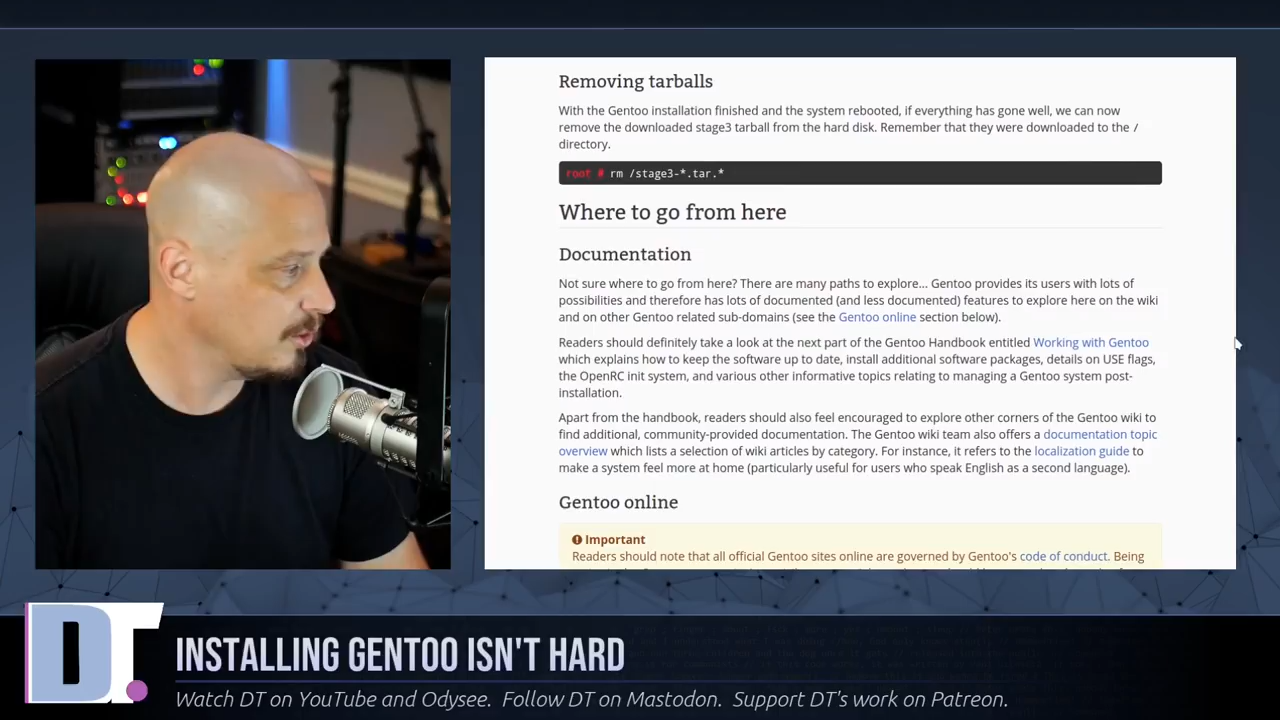 Removing tarballs
With the Gentoo installation finished and the system rebooted, if everything has gone well, we can now
remove the downloaded stage3 tarball from the hard disk. Remember that they were downloaded to the /
directory.
root # rm /stage3-*.tar.*
Where to go from here
Documentation
Not sure where to go from here? There are many paths to explore... Gentoo provides its users with lots of
possibilities and therefore has lots of documented (and less documented) features to explore here on the wiki
and on other Gentoo related sub-domains (see the Gentoo online section below).
Readers should definitely take a look at the next part of the Gentoo Handbook entitled Working with Gentoo
which explains how to keep the software up to date, install additional software packages, details on USE flags,
the OpenRC init system, and various other informative topics relating to managing a Gentoo system post-
installation.
Apart from the handbook, readers should also feel encouraged to explore other corners of the Gentoo wiki to
find additional, community-provided documentation. The Gentoo wiki team also offers a documentation topic
overview which lists a selection of wiki articles by category. For instance, it refers to the localization guide to
make a system feel more at home (particularly useful for users who speak English as a second language).
Gentoo online
Important
Readers should note that all official Gentoo sites online are governed by Gentoo's code of conduct. Being
DT.
INSTALLING GENTOO ISN'T HARD
Watch DT on YouTube and Odysee. Follow DT on Mastodon. Support DT's work on Patreon.